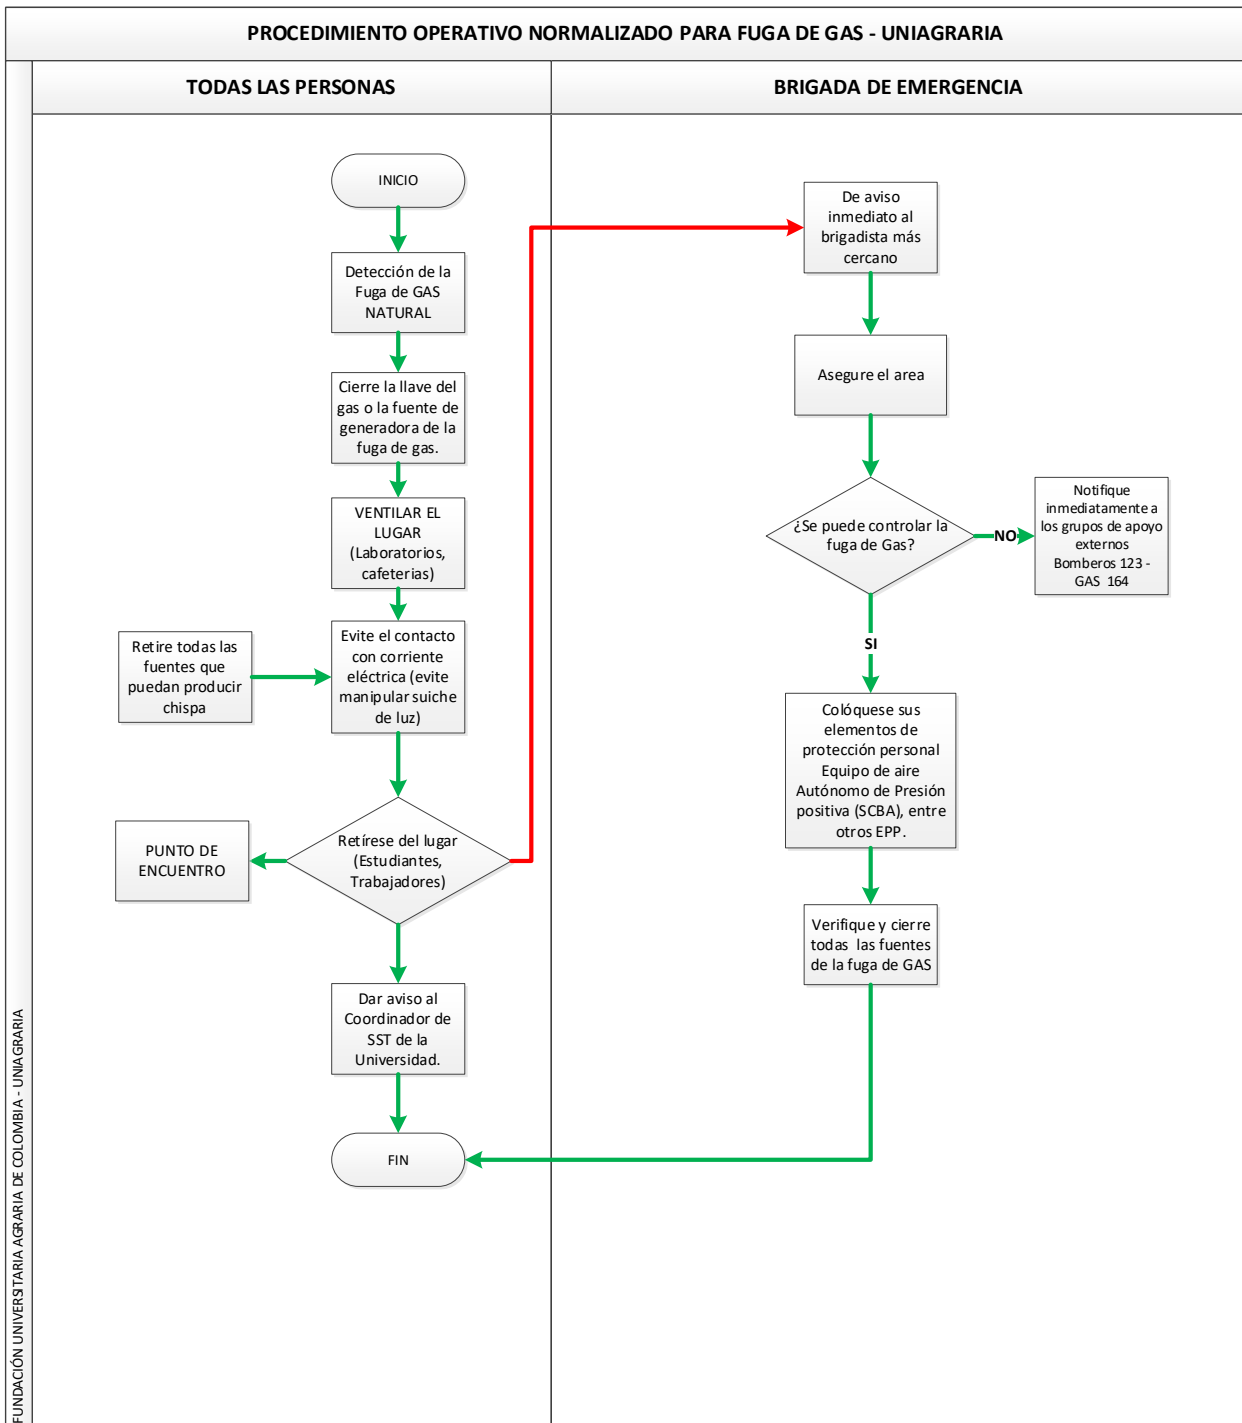 PROCEDIMIENTO OPERATIVO NORMALIZADO PARA FUGA DE GAS - UNIAGRARIA
TODAS LAS PERSONAS
BRIGADA DE EMERGENCIA
INICIO
Detección de la
Fuga de GAS
NATURAL
Cierre la llave del
gas o la fuente de
generadora de la
fuga de gas.
VENTILAR EL
LUGAR
(Laboratorios,
cafeterias)
Retire todas las
fuentes que
puedan producir
chispa
Evite el contacto
con corriente
eléctrica (evite
manipular suiche
de luz)
PUNTO DE
ENCUENTRO
Retírese del lugar
(Estudiantes,
Trabajadores)
Dar aviso al
Coordinador de
SST de la
Universidad.
FIN
De aviso
inmediato al
brigadista más
cercano
Asegure el area
¿Se puede controlar la
fuga de Gas?
NO
Notifique
inmediatamente a
los grupos de apoyo
externos
Bomberos 123 -
GAS 164
SI
Colóquese sus
elementos de
protección personal
Equipo de aire
Autónomo de Presión
positiva (SCBA), entre
otros EPP.
Verifique y cierre
todas las fuentes
de la fuga de GAS
FUNDACIÓN UNIVERSITARIA AGRARIA DE COLOMBIA - UNIAGRARIA